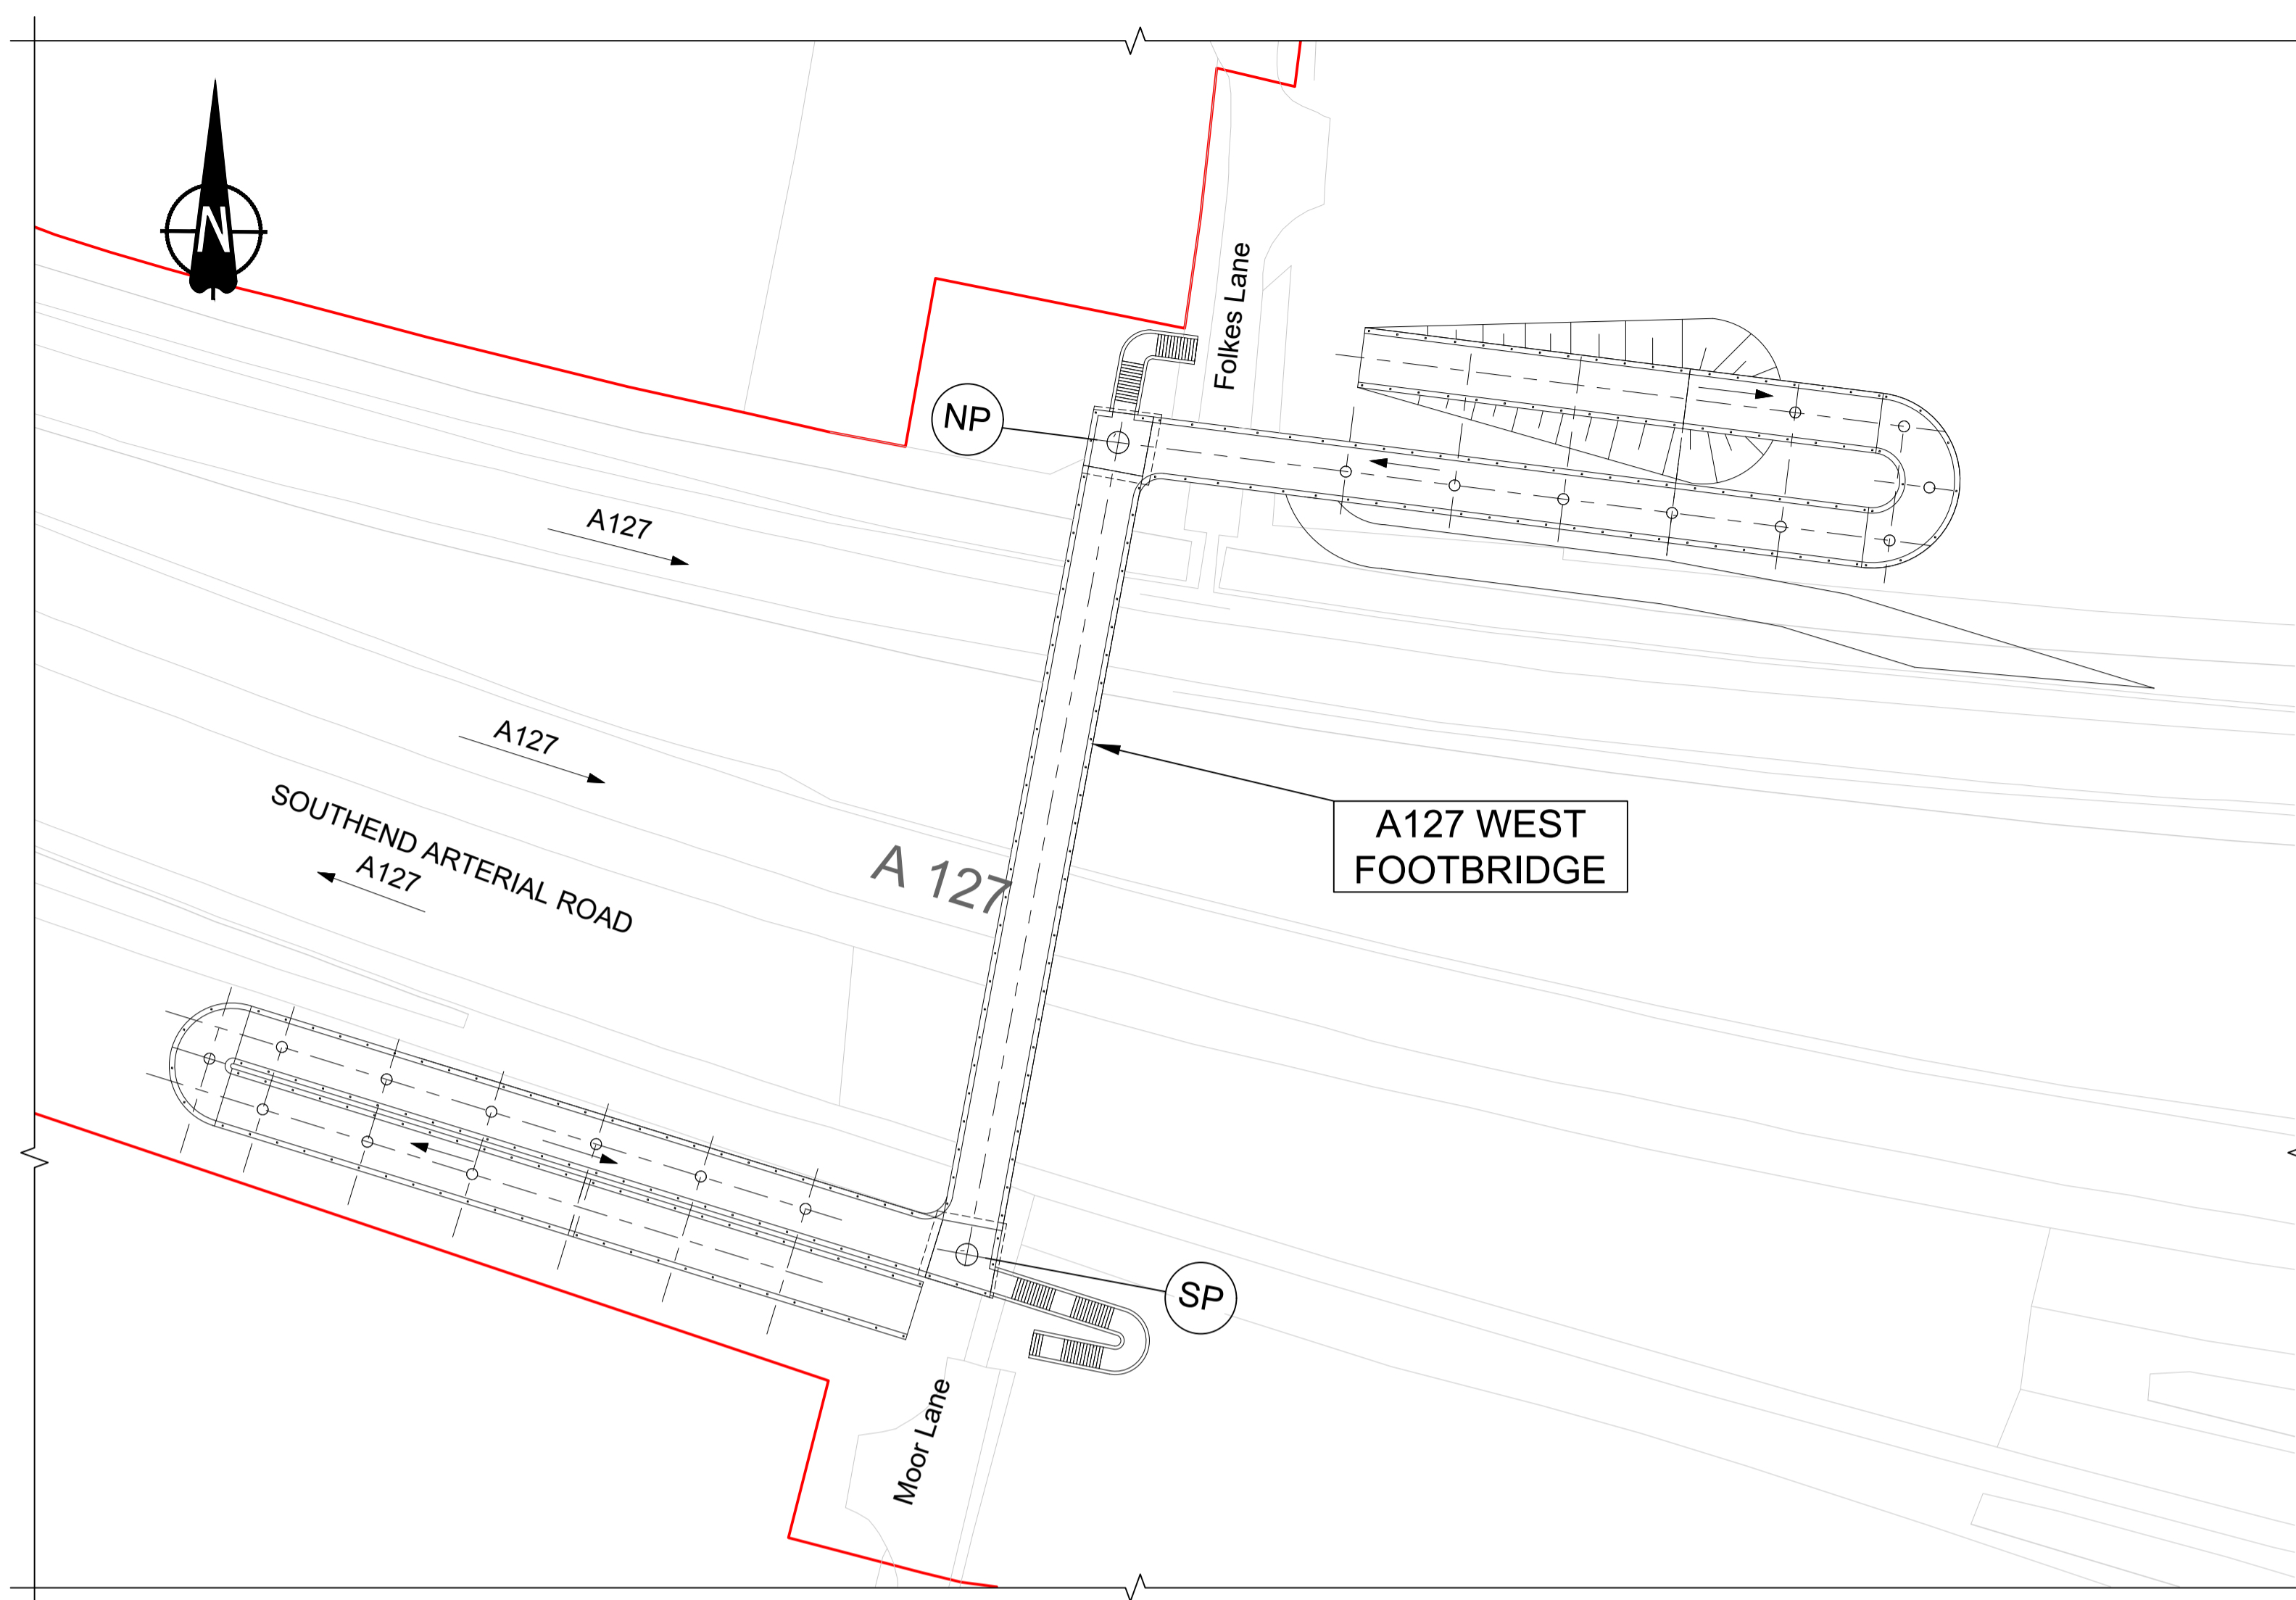 N
Folkes Lane
NP
A127
A127
SOUTHEND ARTERIAL ROAD
A127
A 127
A127 WEST
FOOTBRIDGE
SP
Moor Lane